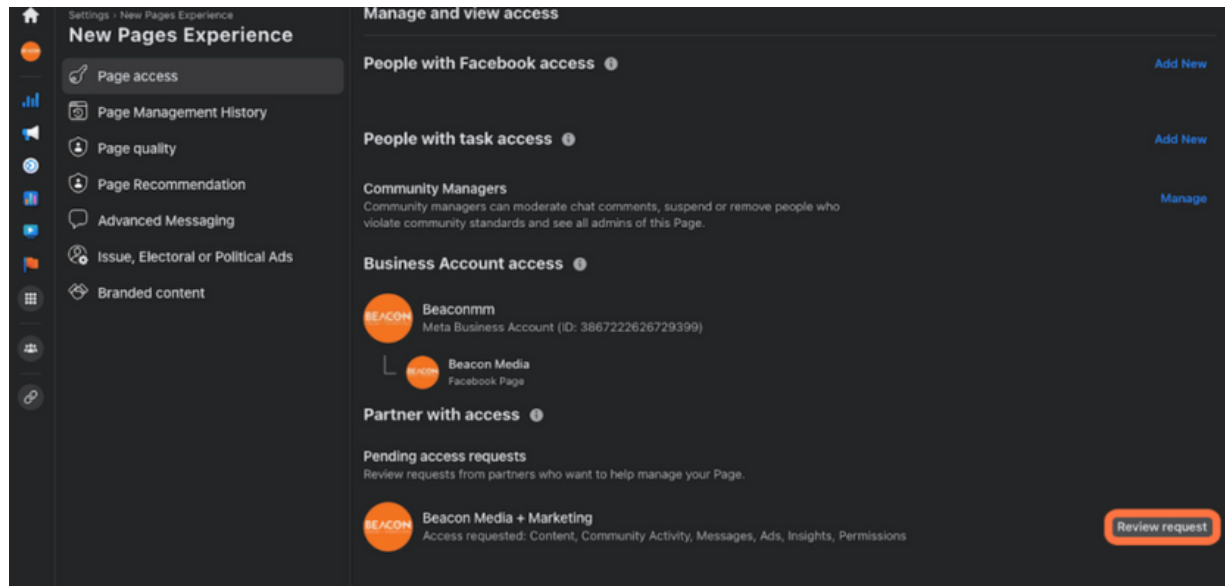 Settings › New Pages Experience
New Pages Experience
Page access
Page Management History
Page quality
Page Recommendation
Advanced Messaging
Issue, Electoral or Political Ads
Branded content
Manage and view access
People with Facebook access
Add New
People with task access
Add New
Community Managers
Community managers can moderate chat comments, suspend or remove people who
violate community standards and see all admins of this Page.
Manage
Business Account access
BEACON
Beaconmm
Meta Business Account (ID: 3867222626729399)
BEACON
Beacon Media
Facebook Page
Partner with access
Pending access requests
Review requests from partners who want to help manage your Page.
BEACON
Beacon Media + Marketing
Access requested: Content, Community Activity, Messages, Ads, Insights, Permissions
Review request